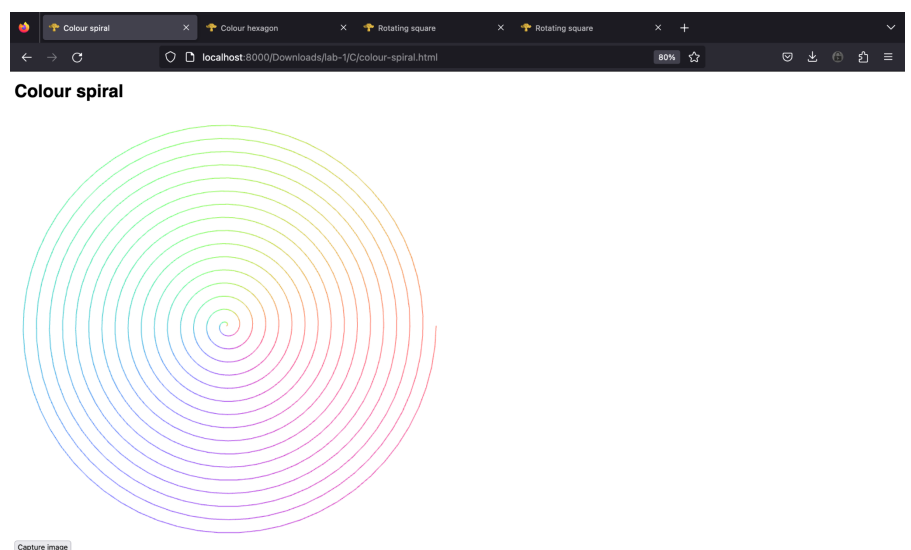 Colour spiral Colour hexagon Rotating square Rotating square
localhost:8000/Downloads/lab-1/C/colour-spiral.html 80%
Colour spiral
Capture image